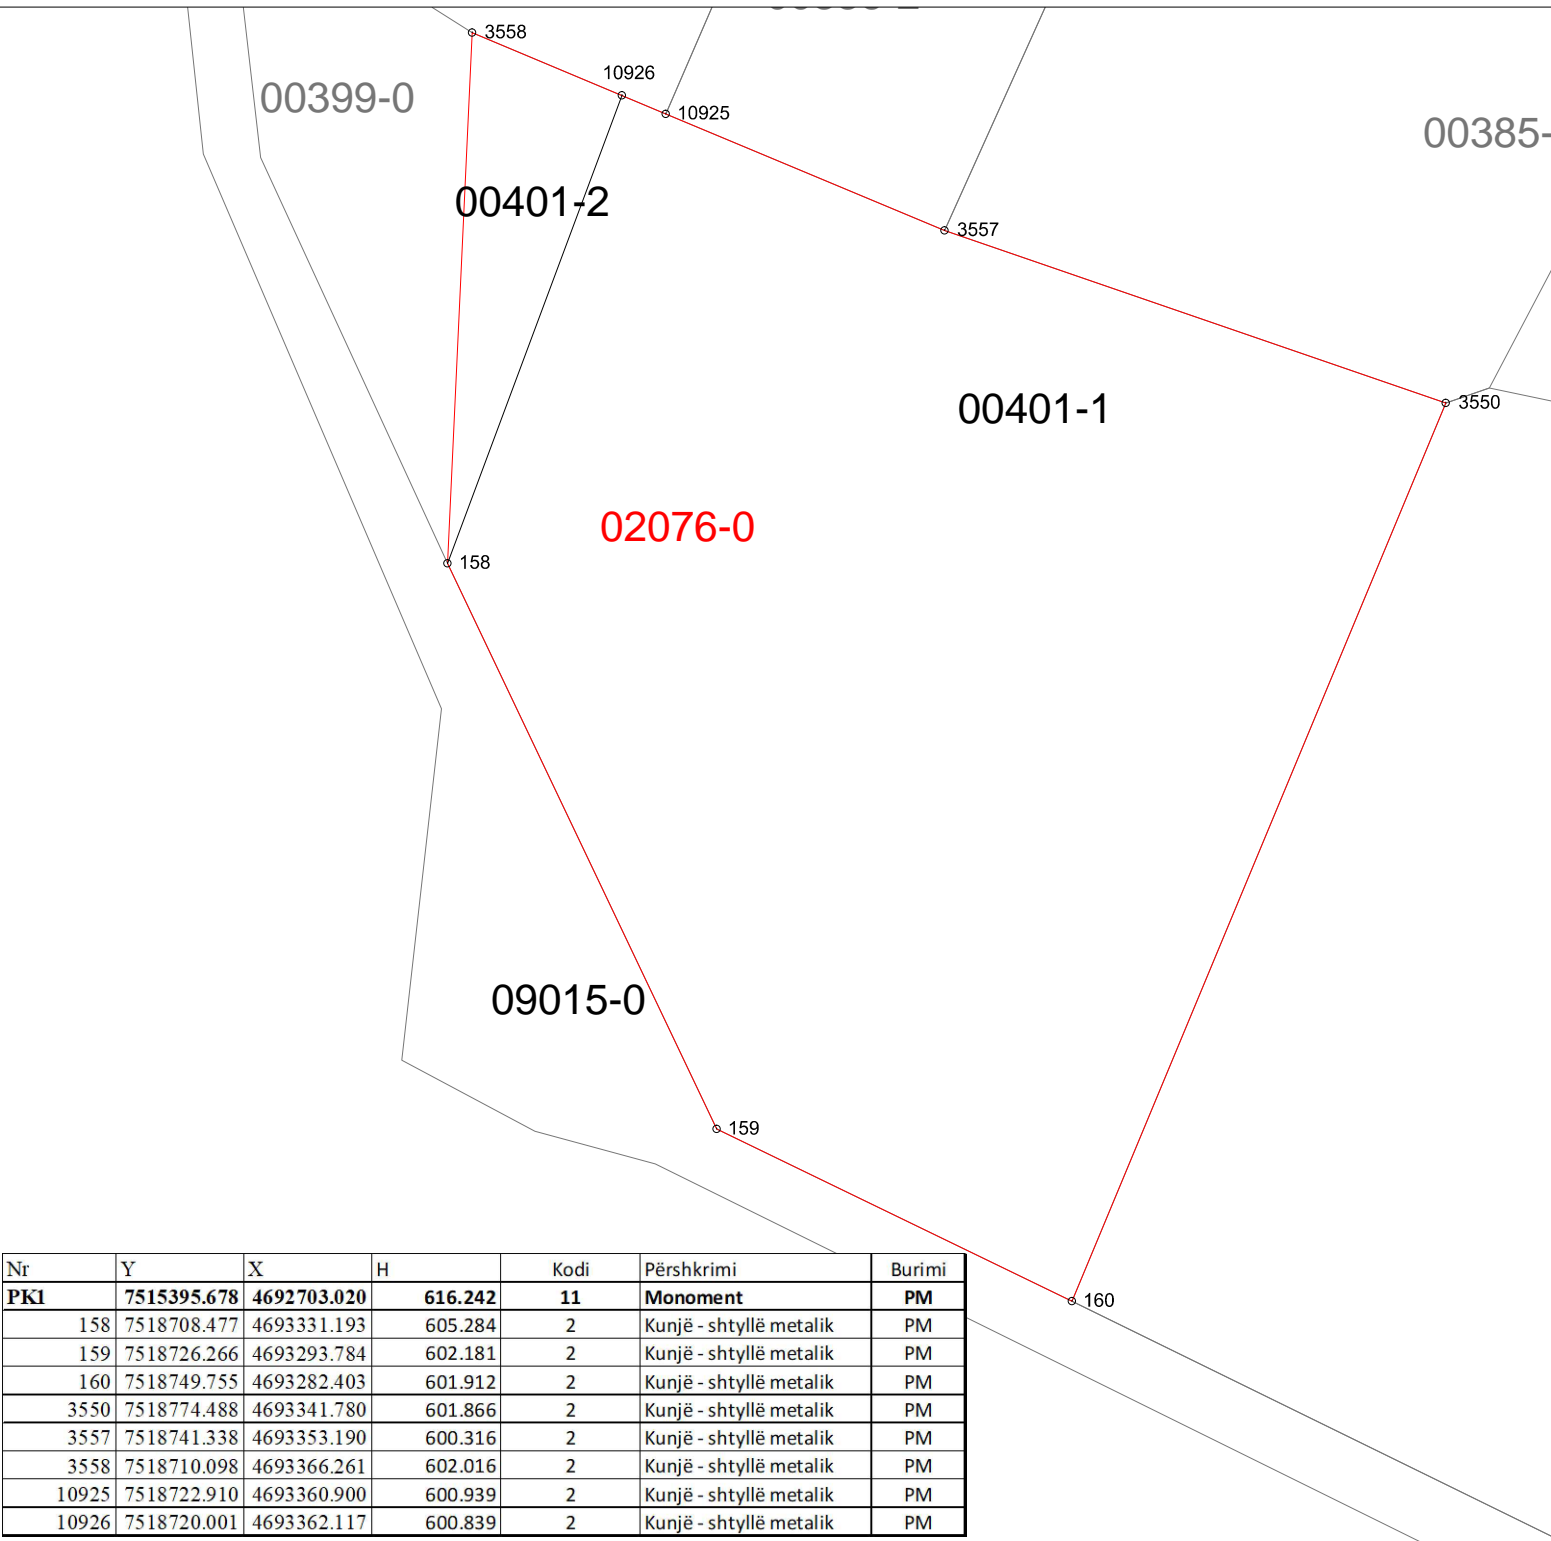 3558
10926
00399-0
10925
00385-
00401-2
3557
3550
00401-1
02076-0
158
09015-0
159
160
Nr Y X H Kodi Përshkrimi Burimi
PK1 7515395.678 4692703.020 616.242 11 Monoment PM
158 7518708.477 4693331.193 605.284 2 Kunjë - shtyllë metalik PM
159 7518726.266 4693293.784 602.181 2 Kunjë - shtyllë metalik PM
160 7518749.755 4693282.403 601.912 2 Kunjë - shtyllë metalik PM
3550 7518774.488 4693341.780 601.866 2 Kunjë - shtyllë metalik PM
3557 7518741.338 4693353.190 600.316 2 Kunjë - shtyllë metalik PM
3558 7518710.098 4693366.261 602.016 2 Kunjë - shtyllë metalik PM
10925 7518722.910 4693360.900 600.939 2 Kunjë - shtyllë metalik PM
10926 7518720.001 4693362.117 600.839 2 Kunjë - shtyllë metalik PM